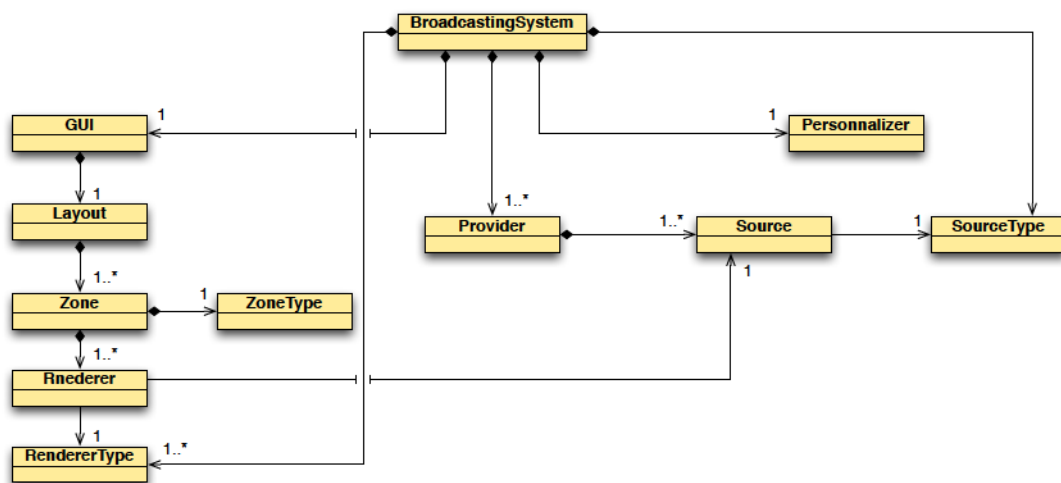 BroadcastingSystem
1
GUI
1
Personnalizer
1
Layout
1..*
Provider
1..*
Source
1
SourceType
1..*
Zone
1
ZoneType
1
1..*
Rnederer
1
RendererType
1..*